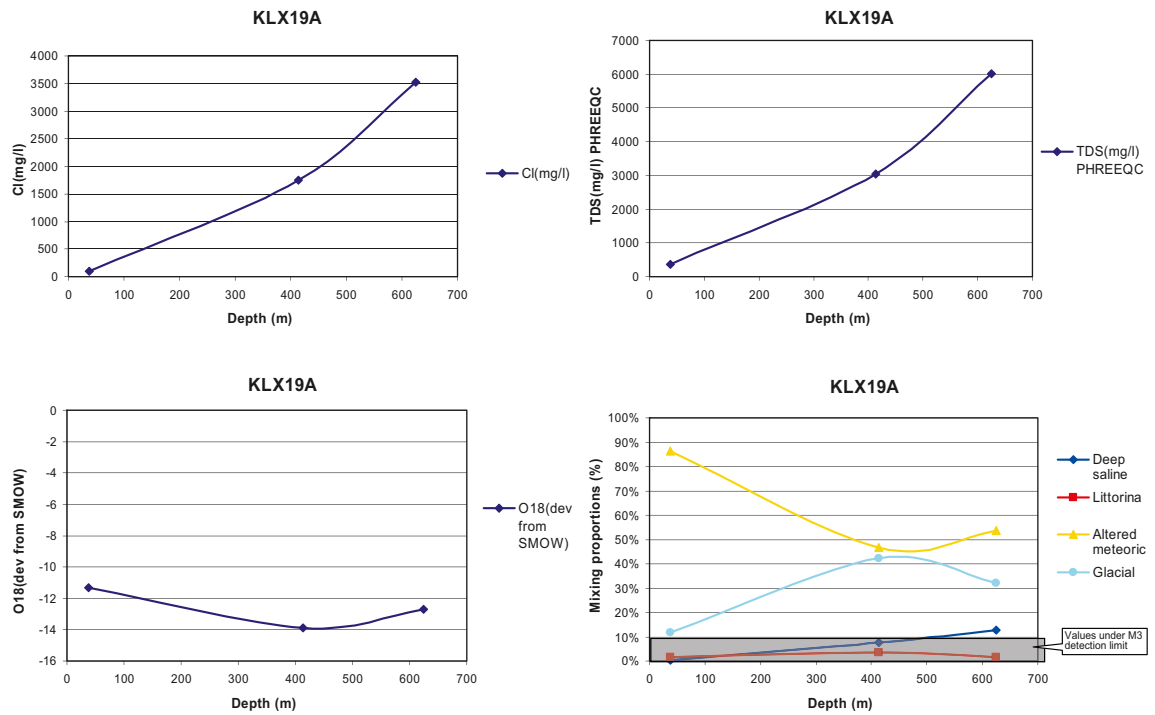 KLX19A
4000
3500
3000
2500
2000
1500
1000
500
0
Cl(mg/l)
0 100 200 300 400 500 600 700
Depth (m)
Cl(mg/l)
KLX19A
7000
6000
5000
4000
3000
2000
1000
0
TDS(mg/l) PHREEQC
0 100 200 300 400 500 600 700
Depth (m)
TDS(mg/l)
PHREEQC
KLX19A
0
-2
-4
-6
-8
-10
-12
-14
-16
O18(dev from SMOW)
0 100 200 300 400 500 600 700
Depth (m)
O18(dev
from
SMOW)
KLX19A
100%
90%
80%
70%
60%
50%
40%
30%
20%
10%
0%
Mixing proportions (%)
0 100 200 300 400 500 600 700
Depth (m)
Deep
saline
Littorina
Altered
meteoric
Glacial
Values under M3
detection limit